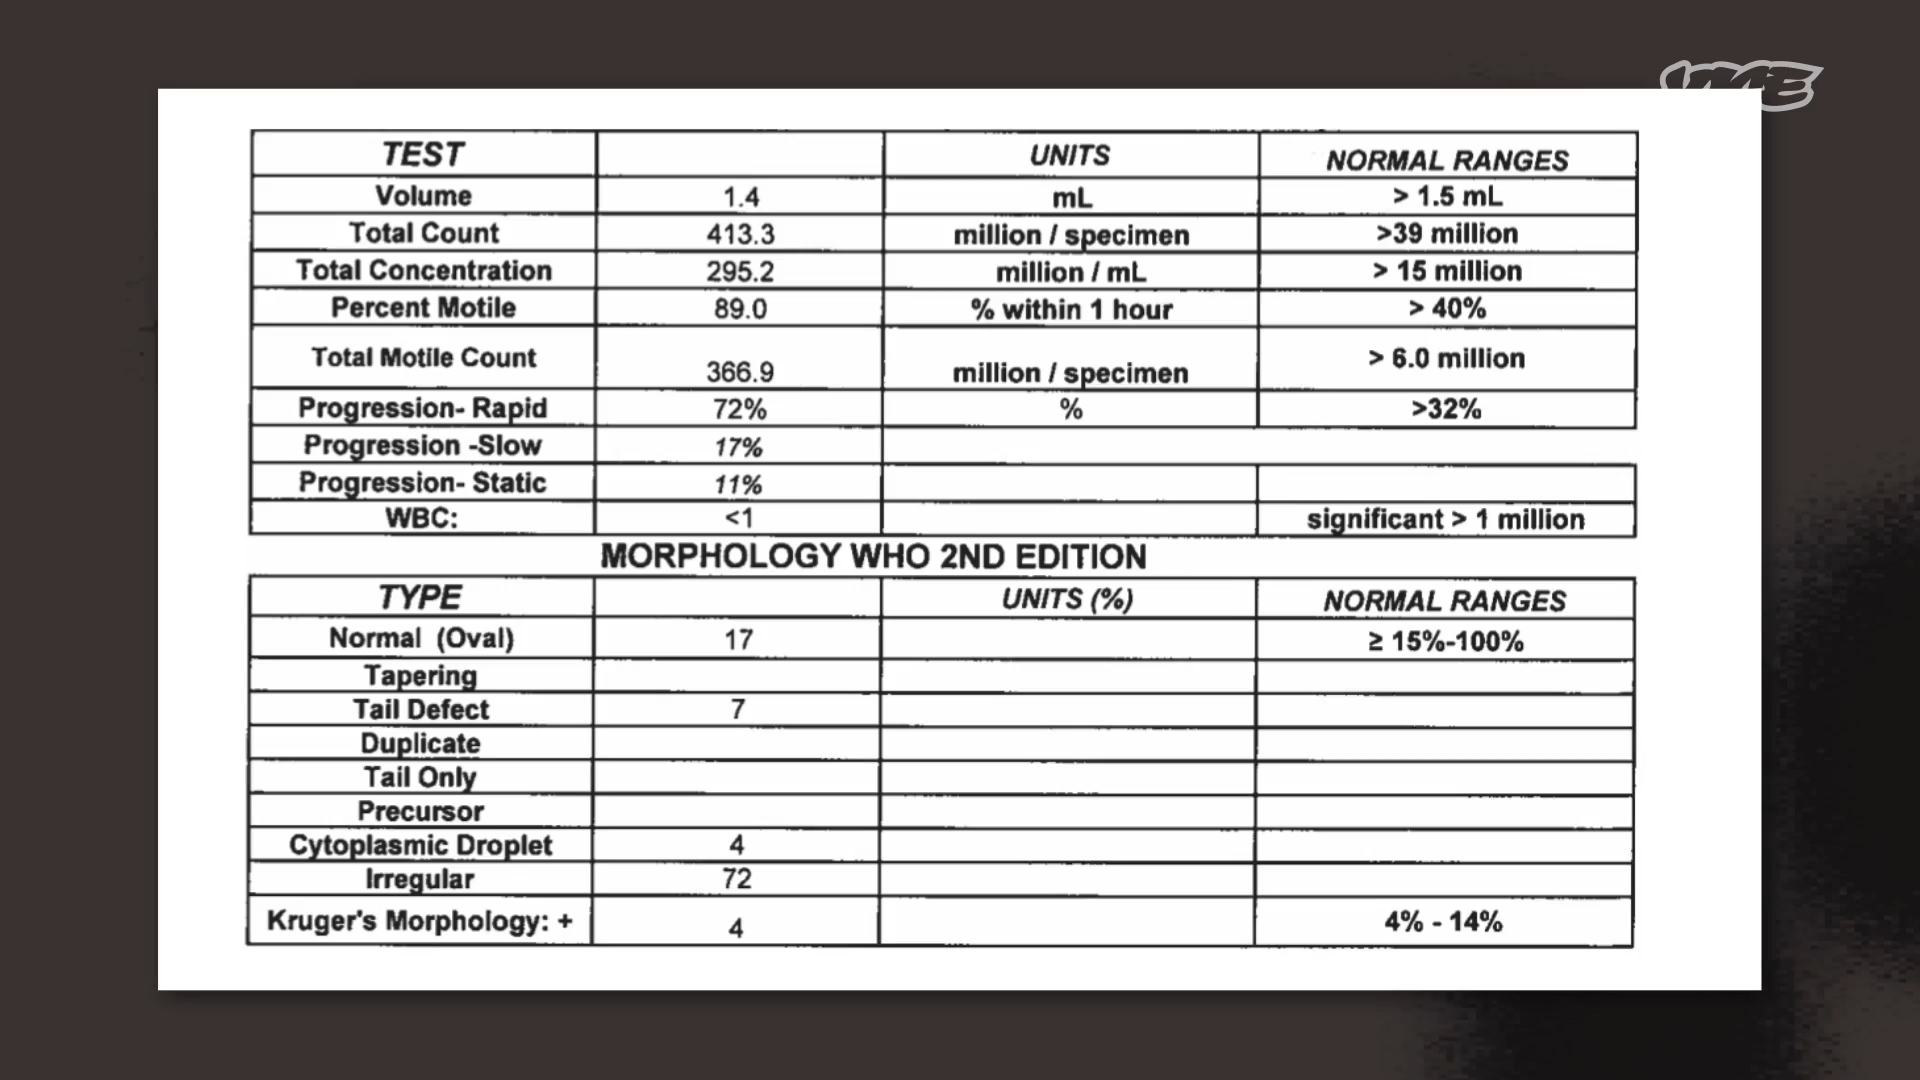 VICE
TEST UNITS NORMAL RANGES
Volume 1.4 mL > 1.5 mL
Total Count 413.3 million / specimen >39 million
Total Concentration 295.2 million / mL > 15 million
Percent Motile 89.0 % within 1 hour > 40%
Total Motile Count 366.9 million / specimen > 6.0 million
Progression- Rapid 72% % >32%
Progression -Slow 17%
Progression- Static 11%
WBC: <1 significant > 1 million
MORPHOLOGY WHO 2ND EDITION
TYPE UNITS (%) NORMAL RANGES
Normal (Oval) 17 ≥ 15%-100%
Tapering
Tail Defect 7
Duplicate
Tail Only
Precursor
Cytoplasmic Droplet 4
Irregular 72
Kruger's Morphology: + 4 4% - 14%